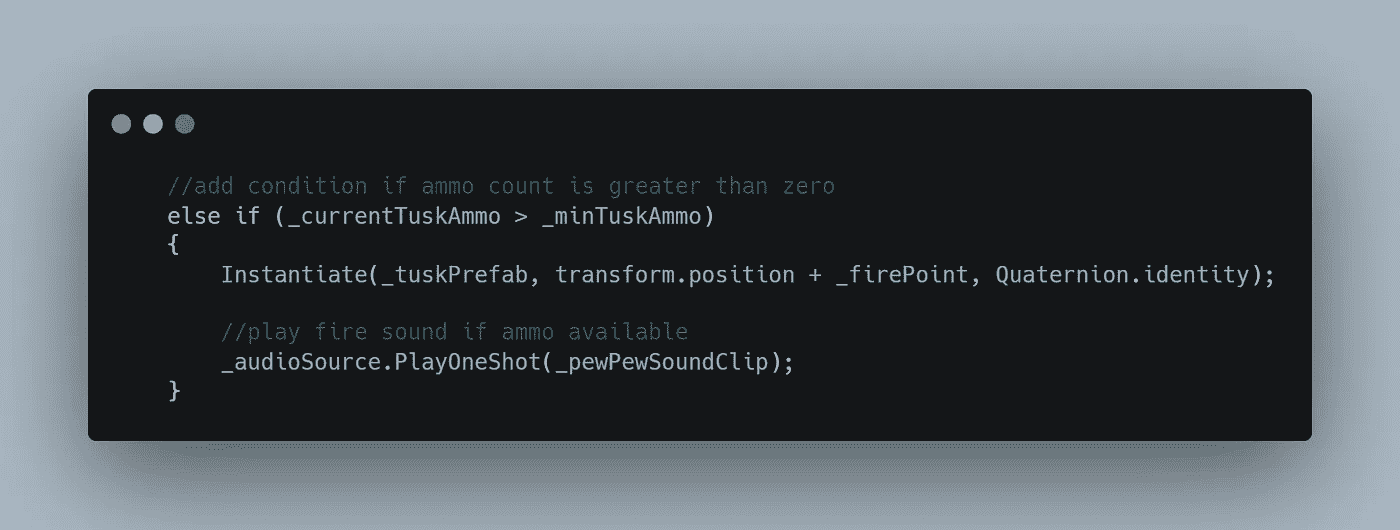 //add condition if ammo count is greater than zero
else if (_currentTuskAmmo > _minTuskAmmo)
{
Instantiate(_tuskPrefab, transform.position + _firePoint, Quaternion.identity);
//play fire sound if ammo available
_audioSource.PlayOneShot(_pewPewSoundClip);
}